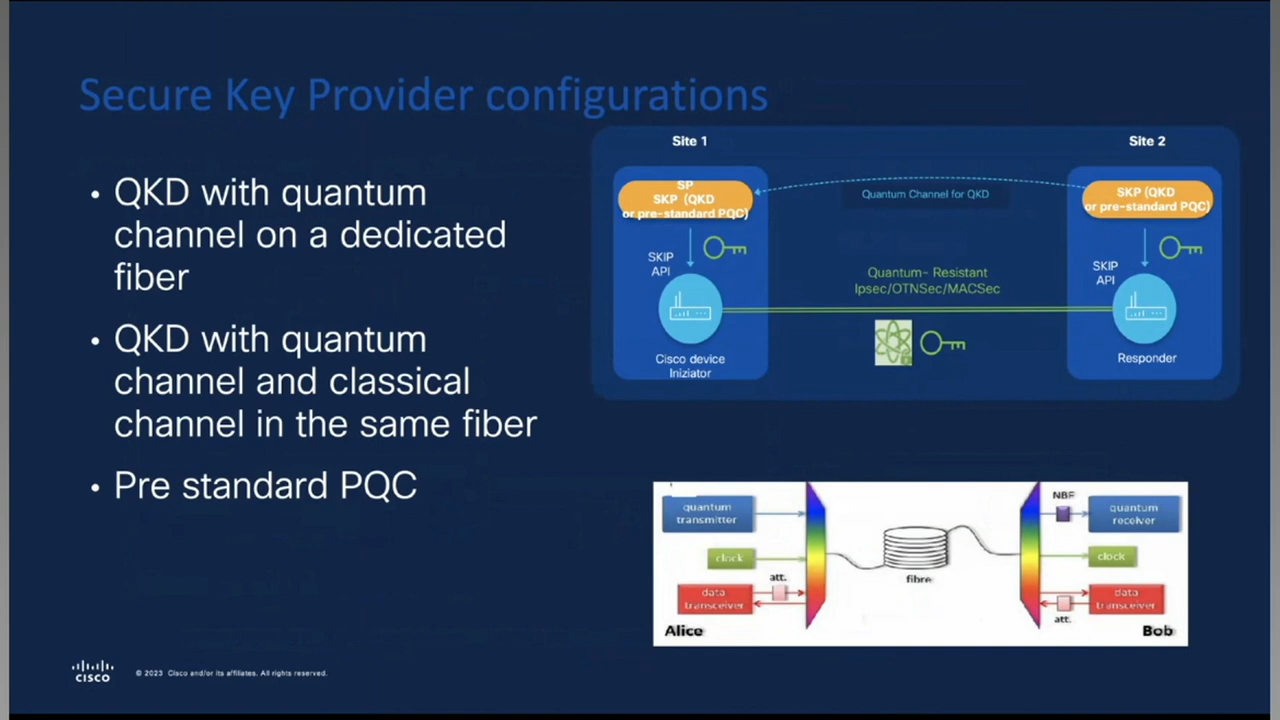 Secure Key Provider configurations
• QKD with quantum
channel on a dedicated
fiber
• QKD with quantum
channel and classical
channel in the same fiber
• Pre standard PQC
Site 1
Site 2
SP
SKP (QKD
or pre-standard PQC)
Quantum Channel for QKD
SKP (QKD
or pre-standard PQC)
SKIP
API
SKIP
API
Quantum- Resistant
Ipsec/OTNSec/MACSec
Cisco device
Iniziator
Responder
quantum
transmitter
NBF
quantum
receiver
clock
clock
fibre
att.
data
transceiver
data
transceiver
att.
Alice
Bob
CISCO
© 2023 Cisco and/or its affiliates. All rights reserved.